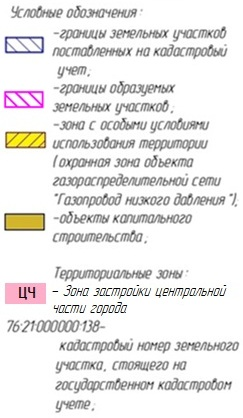 Условные обозначения:
-границы земельных участков
поставленных на кадастровый
учет;
-границы образуемых
земельных участков;
-зона с особыми условиями
использования территории
(охранная зона объекта
газораспределительной сети
"Газопровод низкого давления");
-объекты капитального
строительства;
Территориальные зоны:
ЦЧ - Зона застройки центральной
части города
76:21:000000:138-
кадастровый номер земельного
участка, стоящего на
государственном кадастровом
учете;